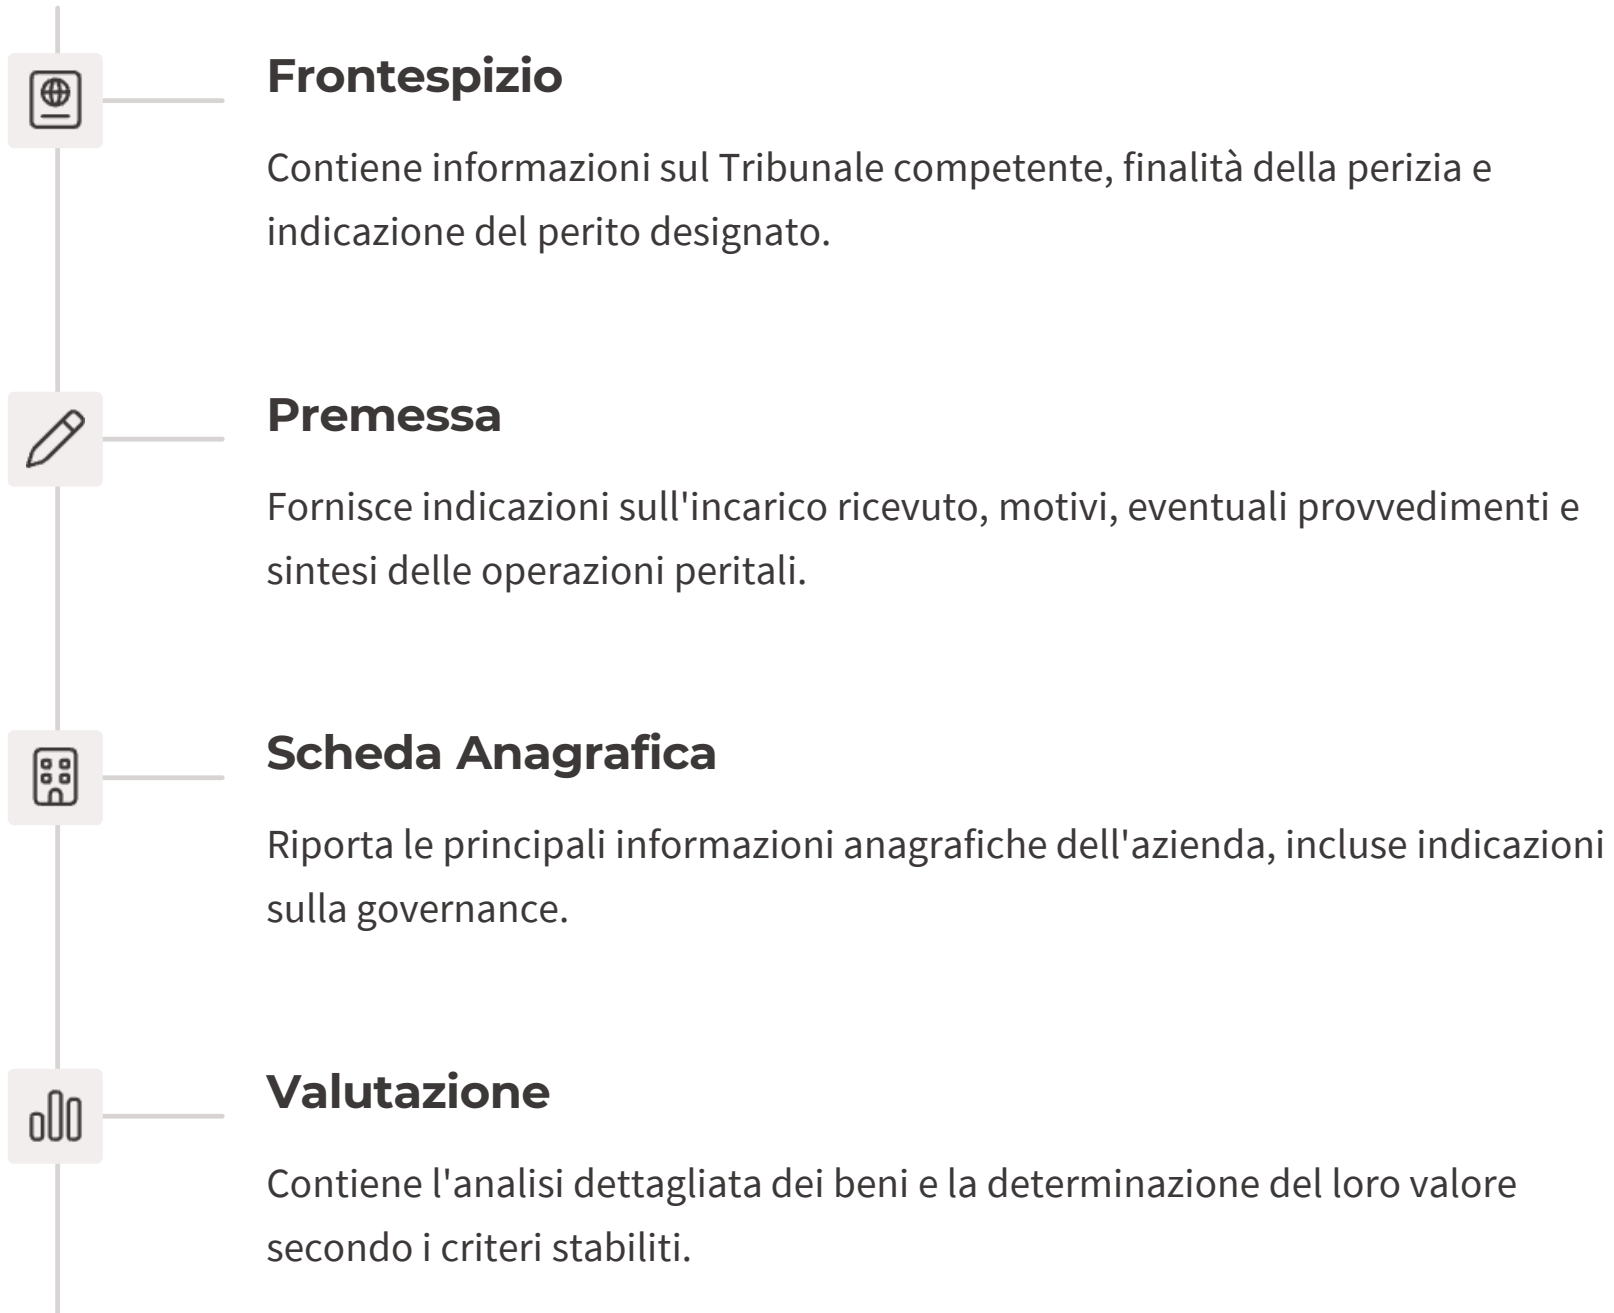 Frontespizio
Contiene informazioni sul Tribunale competente, finalità della perizia e
indicazione del perito designato.
Premessa
Fornisce indicazioni sull'incarico ricevuto, motivi, eventuali provvedimenti e
sintesi delle operazioni peritali.
Scheda Anagrafica
Riporta le principali informazioni anagrafiche dell'azienda, incluse indicazioni
sulla governance.
Valutazione
Contiene l'analisi dettagliata dei beni e la determinazione del loro valore
secondo i criteri stabiliti.